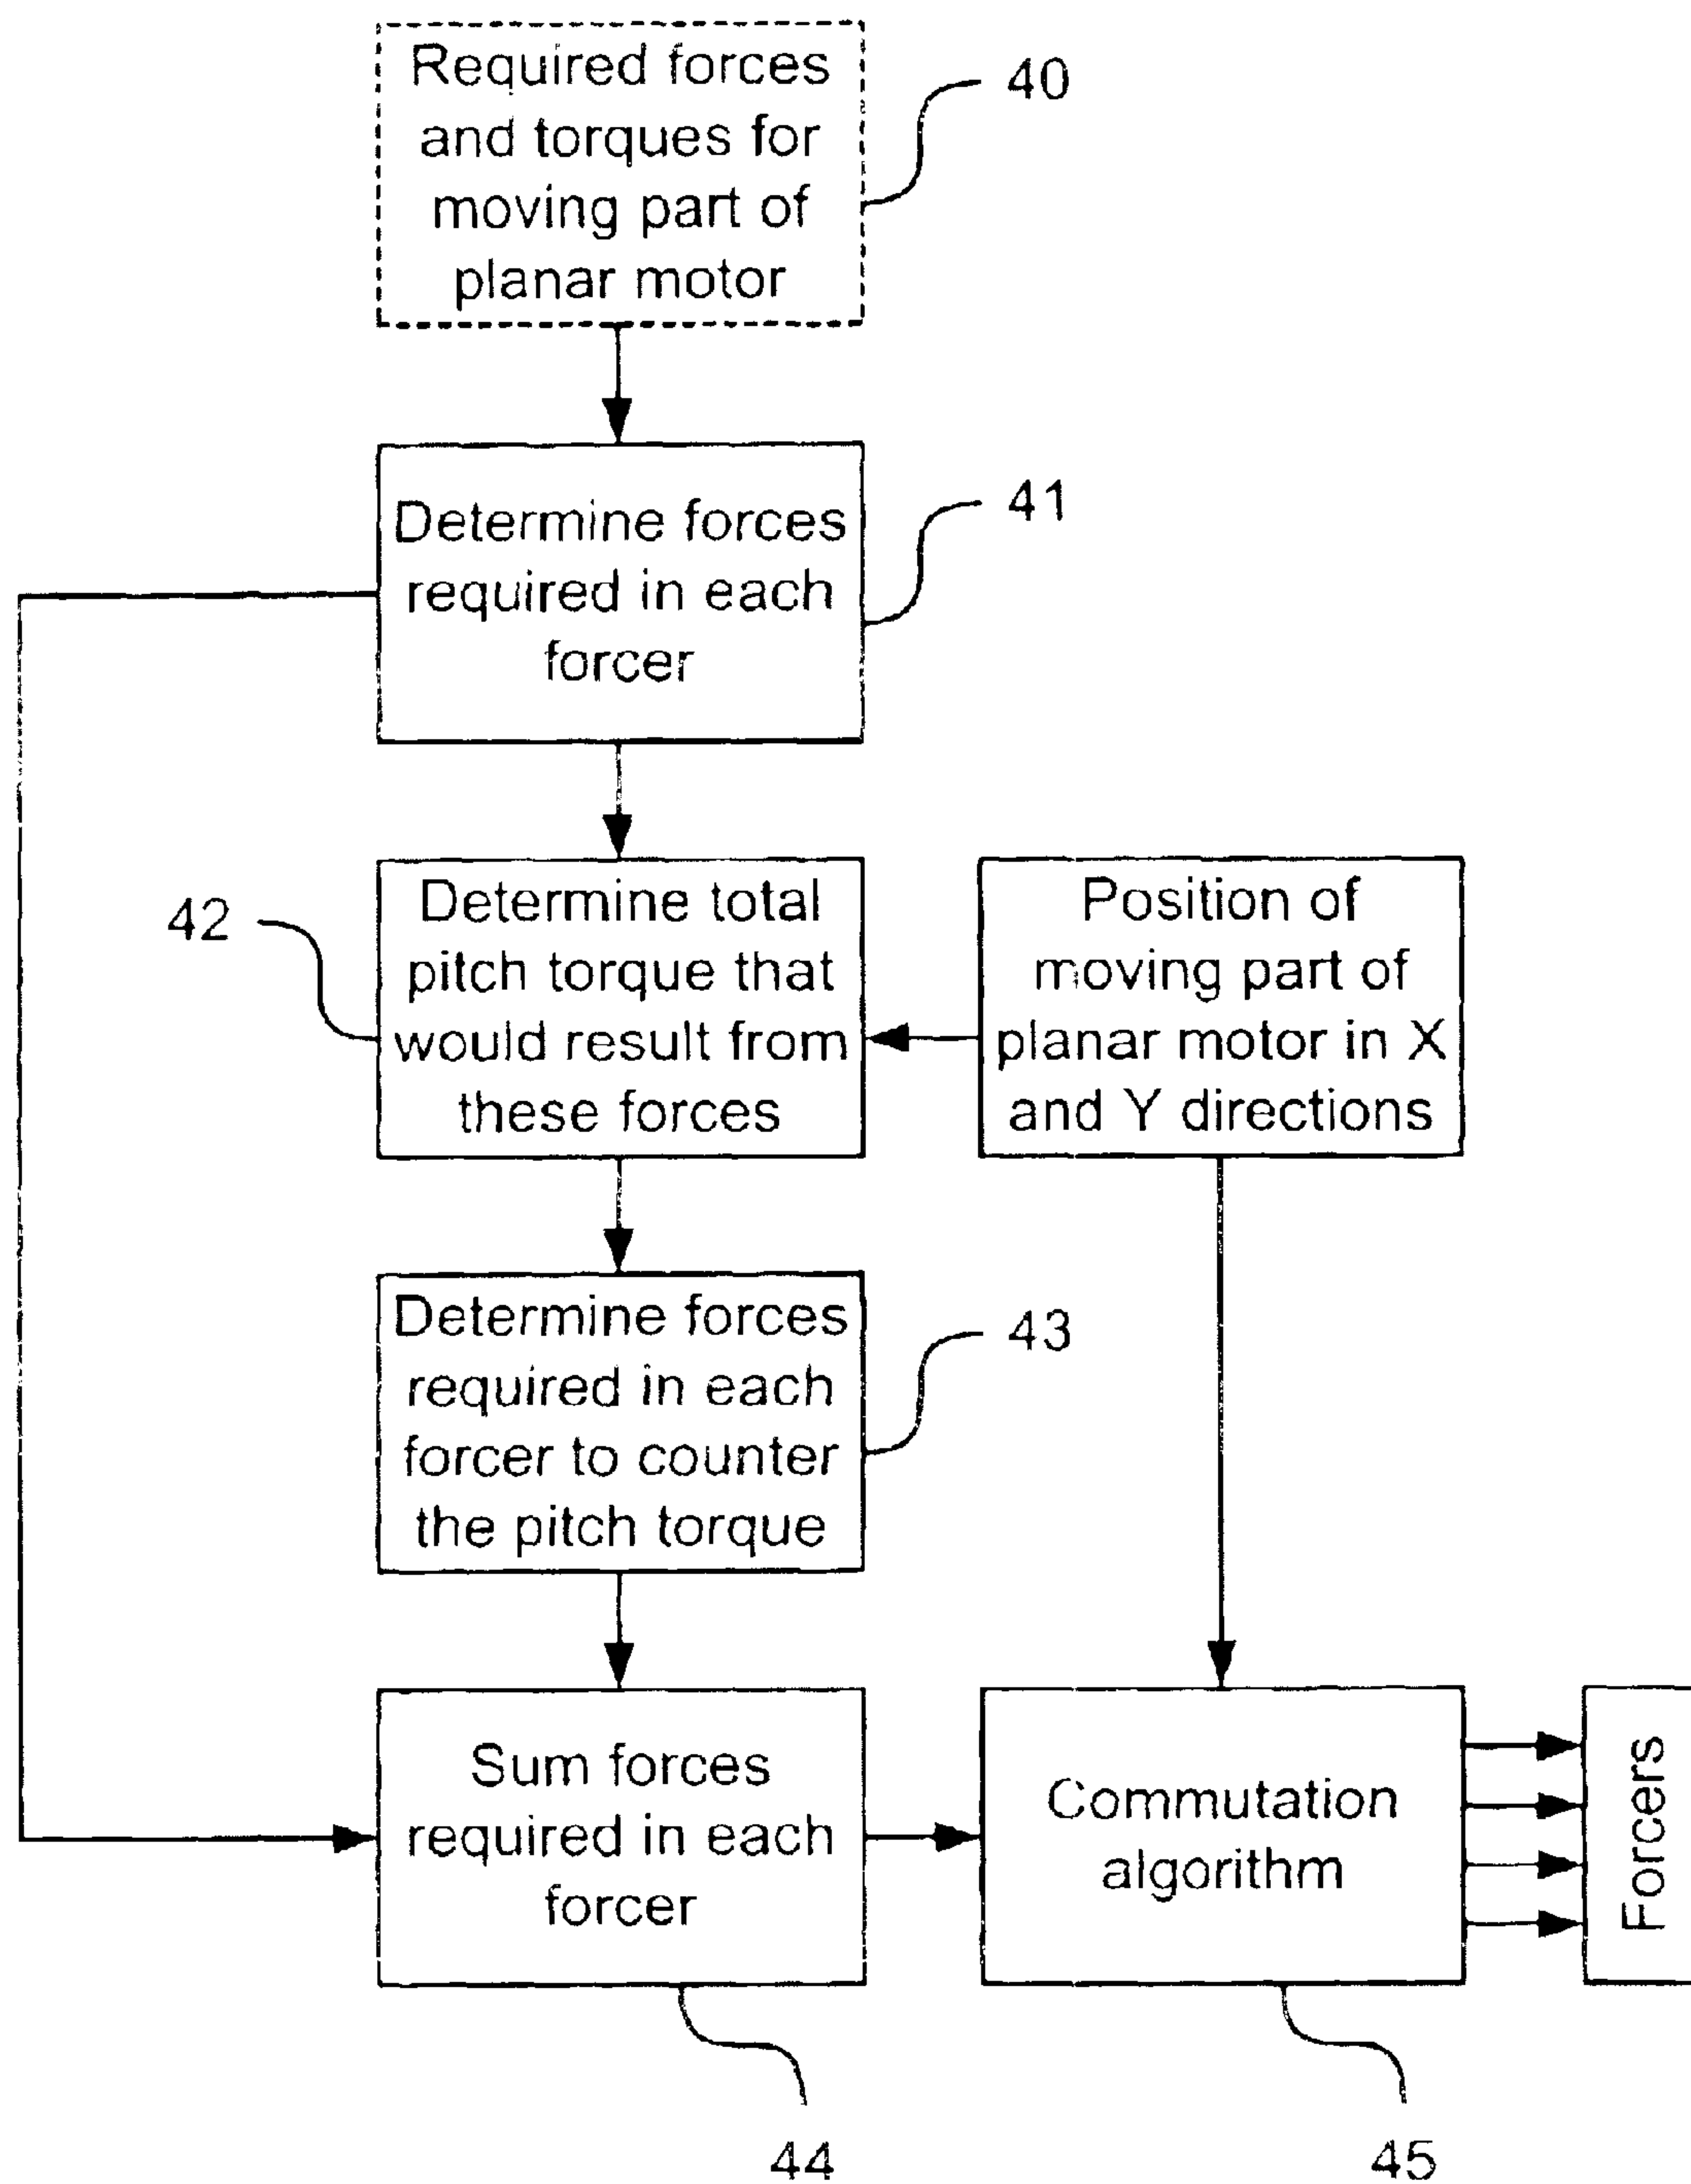 Required forces
and torques for
moving part of
planar motor
40
Determine forces
required in each
forcer
41
42
Determine total
pitch torque that
would result from
these forces
Position of
moving part of
planar motor in X
and Y directions
Determine forces
required in each
forcer to counter
the pitch torque
43
Sum forces
required in each
forcer
Commutation
algorithm
Forcers
44
45